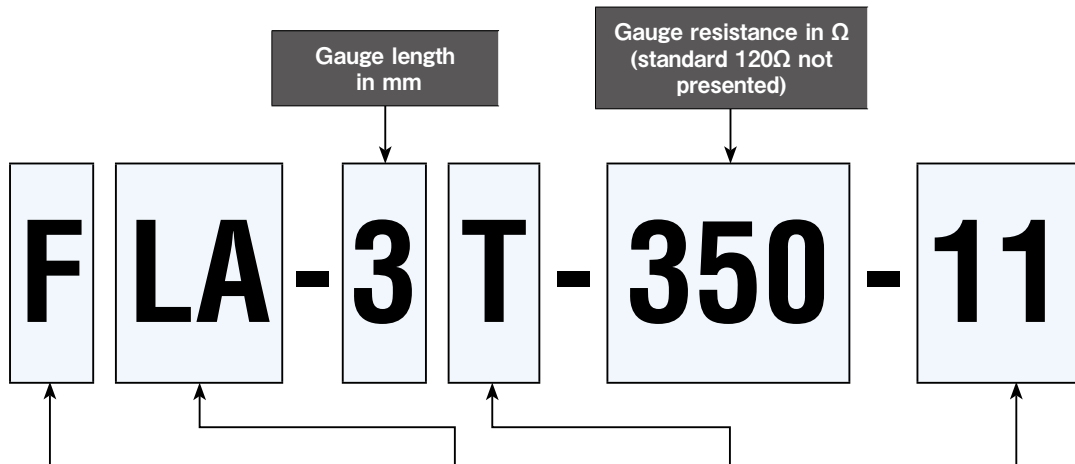 Gauge length
in mm
Gauge resistance in Ω
(standard 120Ω not
presented)
F LA - 3 T - 350 - 11